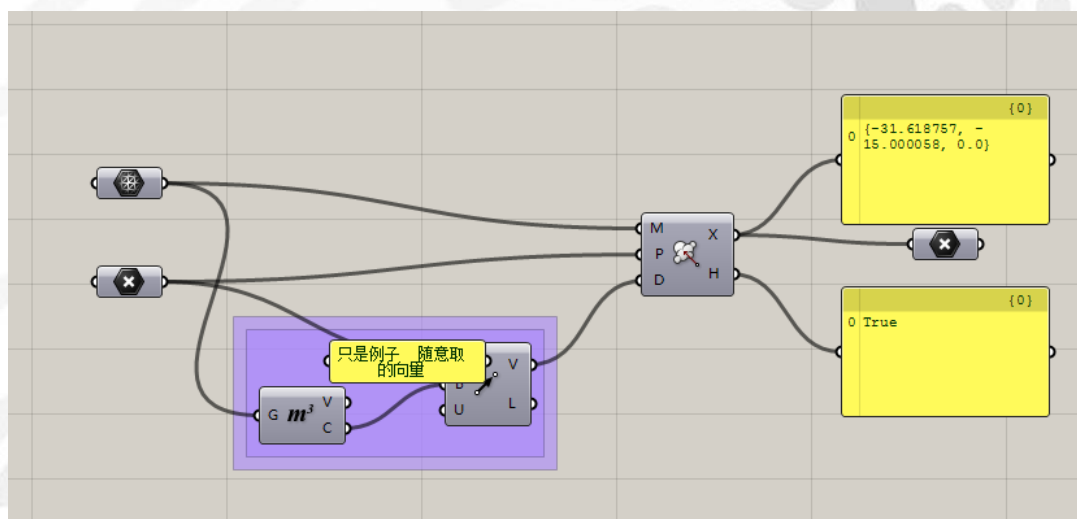 {0}
0 {-31.618757, -
15.000058, 0.0}
M
P
D
X
H
{0}
0 True
只是例子 随意取
的向量
V
L
U
G m³ V
C